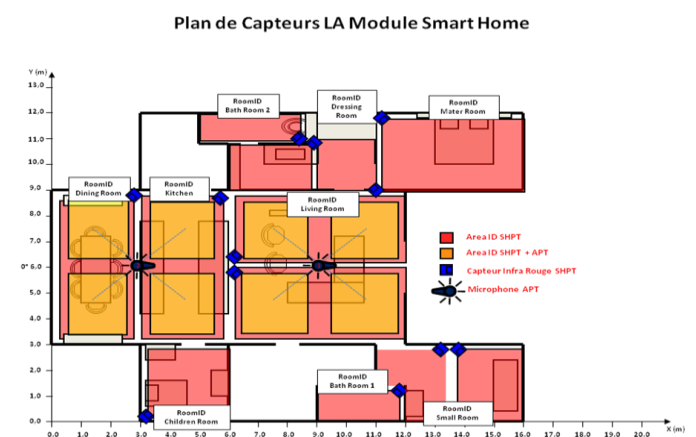 Plan de Capteurs LA Module Smart Home
Y (m)
15.0
12.0
11.0
10.0
9.0
8.0
7.0
0° 6.0
5.0
4.0
3.0
2.0
1.0
0.0
RoomID
Bath Room 2
RoomID
Dressing
Room
RoomID
Mater Room
RoomID
Dining Room
RoomID
Kitchen
RoomID
Living Room
Area ID SHPT
Area ID SHPT + APT
Capteur Infra Rouge SHPT
Microphone APT
RoomID
Bath Room 1
RoomID
Children Room
RoomID
Small Room
0.0 1.0 2.0 3.0 4.0 5.0 6.0 7.0 8.0 9.0 10.0 11.0 12.0 13.0 14.0 15.0 16.0 17.0 18.0 19.0 20.0 X (m)